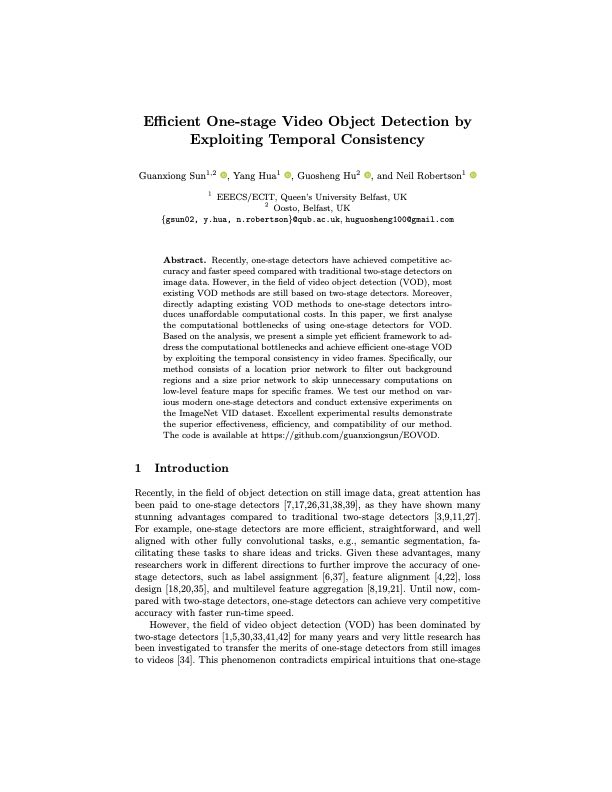 Efficient One-stage Video Object Detection by
Exploiting Temporal Consistency
Guanxiong Sun1,2, Yang Hua1, Guosheng Hu2, and Neil Robertson1
1 EEECS/ECIT, Queen's University Belfast, UK
2 Oosto, Belfast, UK
{gsun02, y.hua, n.robertson}@qub.ac.uk, huguosheng100@gmail.com
Abstract. Recently, one-stage detectors have achieved competitive ac-
curacy and faster speed compared with traditional two-stage detectors on
image data. However, in the field of video object detection (VOD), most
existing VOD methods are still based on two-stage detectors. Moreover,
directly adapting existing VOD methods to one-stage detectors intro-
duces unaffordable computational costs. In this paper, we first analyse
the computational bottlenecks of using one-stage detectors for VOD.
Based on the analysis, we present a simple yet efficient framework to ad-
dress the computational bottlenecks and achieve efficient one-stage VOD
by exploiting the temporal consistency in video frames. Specifically, our
method consists of a location prior network to filter out background
regions and a size prior network to skip unnecessary computations on
low-level feature maps for specific frames. We test our method on var-
ious modern one-stage detectors and conduct extensive experiments on
the ImageNet VID dataset. Excellent experimental results demonstrate
the superior effectiveness, efficiency, and compatibility of our method.
The code is available at https://github.com/guanxiongsun/EOVOD.
1 Introduction
Recently, in the field of object detection on still image data, great attention has
been paid to one-stage detectors [7,17,26,31,38,39], as they have shown many
stunning advantages compared to traditional two-stage detectors [3,9,11,27].
For example, one-stage detectors are more efficient, straightforward, and well
aligned with other fully convolutional tasks, e.g., semantic segmentation, fa-
cilitating these tasks to share ideas and tricks. Given these advantages, many
researchers work in different directions to further improve the accuracy of one-
stage detectors, such as label assignment [6,37], feature alignment [4,22], loss
design [18,20,35], and multilevel feature aggregation [8,19,21]. Until now, com-
pared with two-stage detectors, one-stage detectors can achieve very competitive
accuracy with faster run-time speed.
However, the field of video object detection (VOD) has been dominated by
two-stage detectors [1,5,30,33,41,42] for many years and very little research has
been investigated to transfer the merits of one-stage detectors from still images
to videos [34]. This phenomenon contradicts empirical intuitions that one-stage